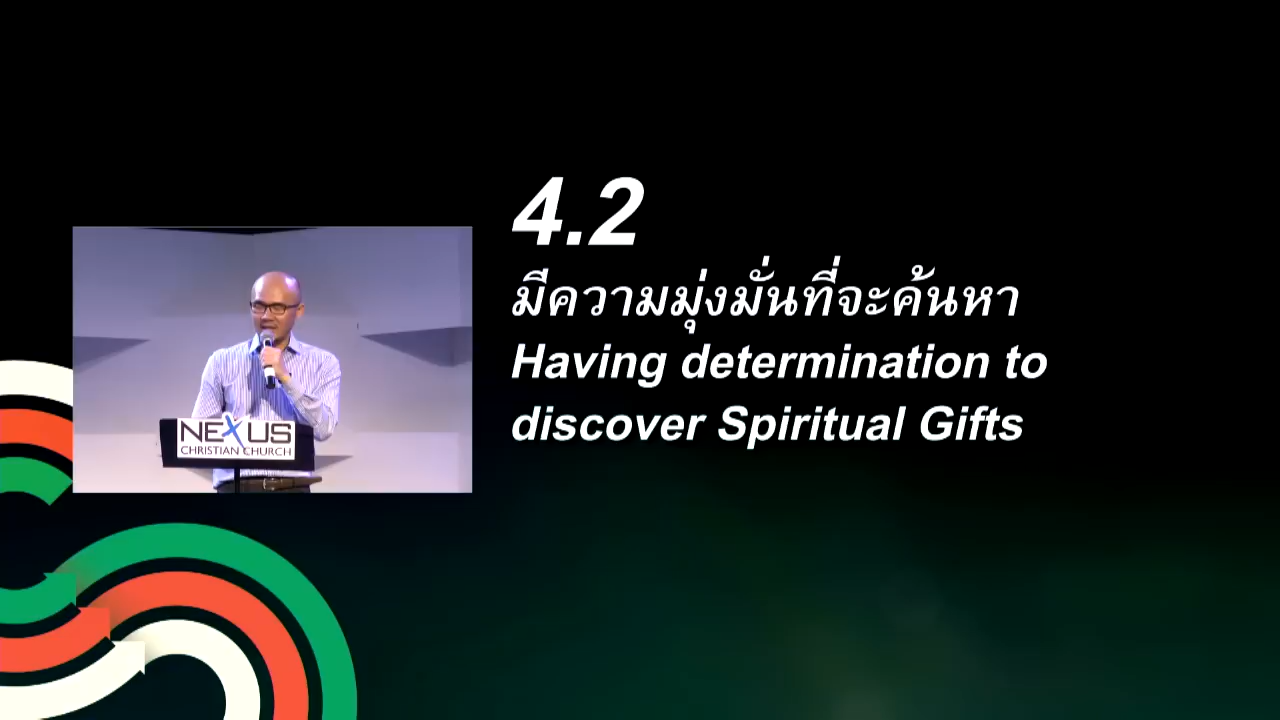 4.2
มีความมุ่งมั่นที่จะค้นหา
Having determination to
discover Spiritual Gifts
NEXUS
CHRISTIAN CHURCH